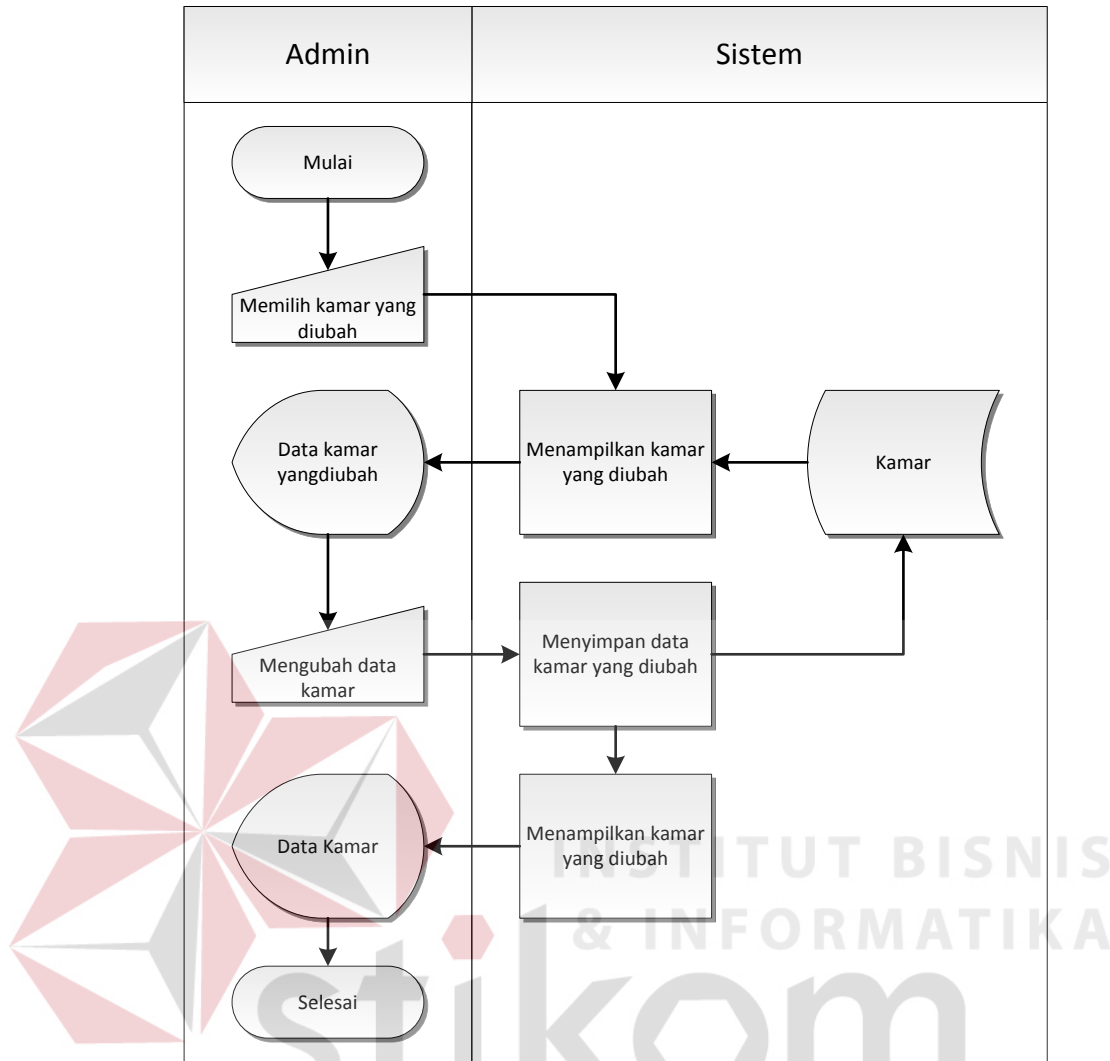 Admin
Sistem
Mulai
Memilih kamar yang
diubah
Data kamar
yangdiubah
Menampilkan kamar
yang diubah
Kamar
Mengubah data
kamar
Menyimpan data
kamar yang diubah
Data Kamar
Menampilkan kamar
yang diubah
INSTITUT BISNIS
& INFORMATIKA
stikom
Selesai